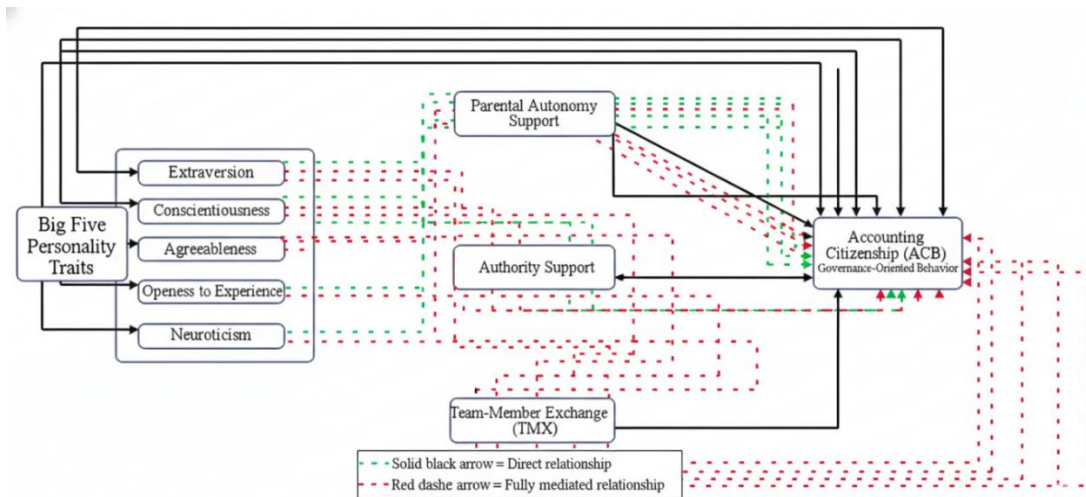 Parental Autonomy
Support
Extraversion
Conscientiousness
Big Five
Personality
Traits
Agreeableness
Openess to Experience
Neuroticism
Authority Support
Accounting
Citizenship (ACB)
Governance-Oriented Behavior
Team-Member Exchange
(TMX)
Solid black arrow = Direct relationship
Red dashe arrow = Fully mediated relationship